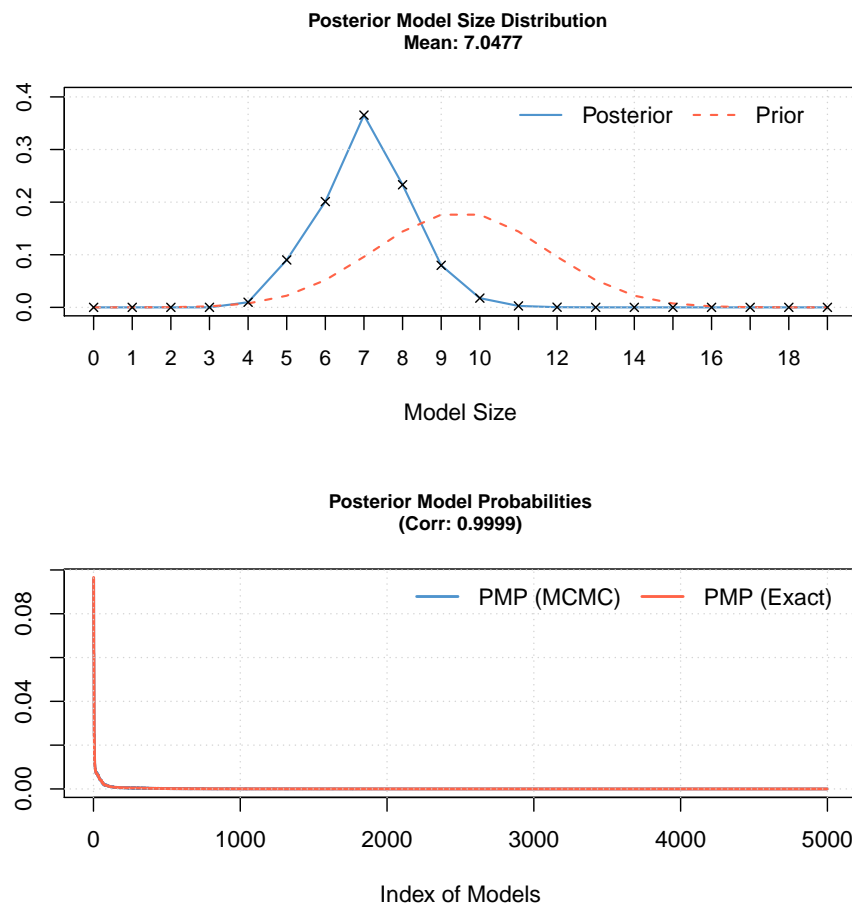 Posterior Model Size Distribution
Mean: 7.0477
0.4
0.3
0.2
0.1
0.0
Posterior
Prior
0 1 2 3 4 5 6 7 8 9 10 12 14 16 18
Model Size
Posterior Model Probabilities
(Corr: 0.9999)
0.08
0.04
0.00
PMP (MCMC)
PMP (Exact)
0 1000 2000 3000 4000 5000
Index of Models